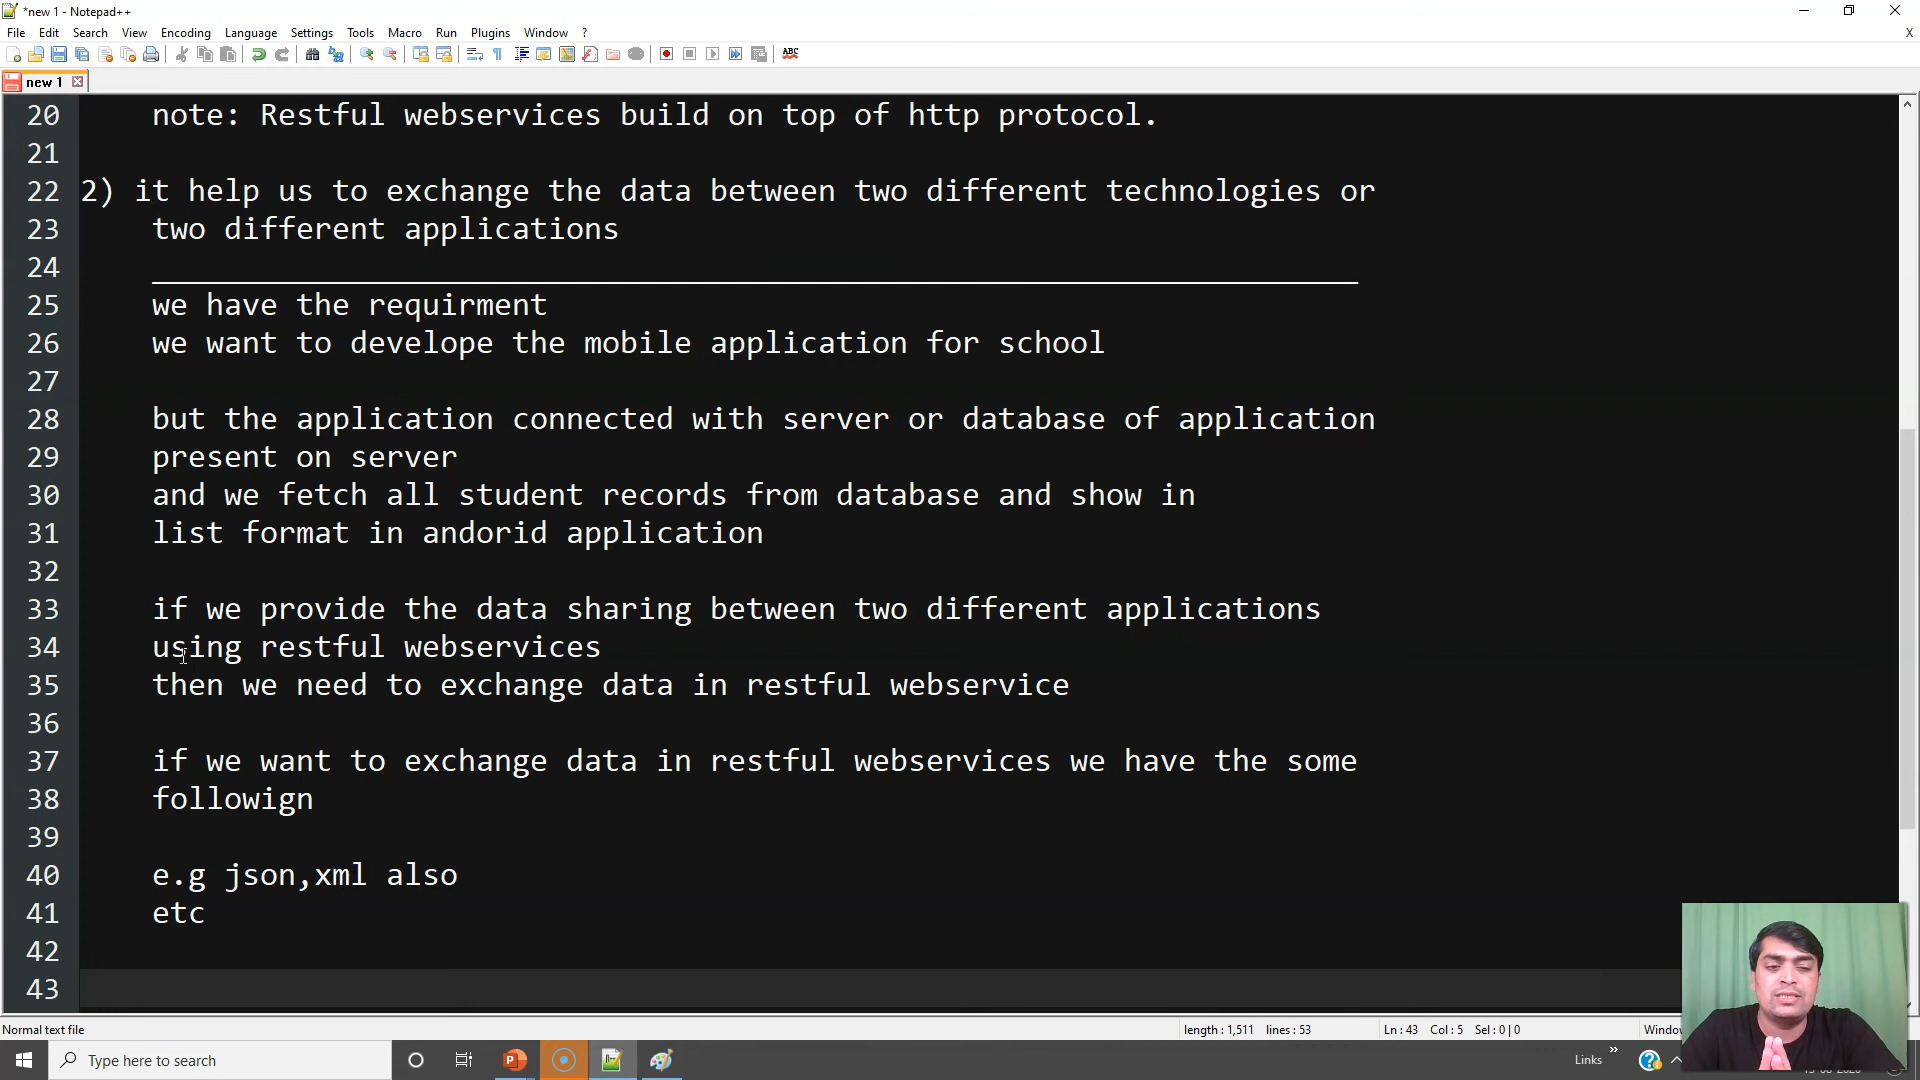 *new 1 - Notepad++
File Edit Search View Encoding Language Settings Tools Macro Run Plugins Window ? X
new 1
20 note: Restful webservices build on top of http protocol.
21
22 2) it help us to exchange the data between two different technologies or
23 two different applications
24
25 we have the requirment
26 we want to develope the mobile application for school
27
28 but the application connected with server or database of application
29 present on server
30 and we fetch all student records from database and show in
31 list format in andorid application
32
33 if we provide the data sharing between two different applications
34 using restful webservices
35 then we need to exchange data in restful webservice
36
37 if we want to exchange data in restful webservices we have the some
38 followign
39
40 e.g json,xml also
41 etc
42
43
Normal text file length : 1,511 lines : 53 Ln : 43 Col : 5 Sel : 0 | 0
Type here to search Links